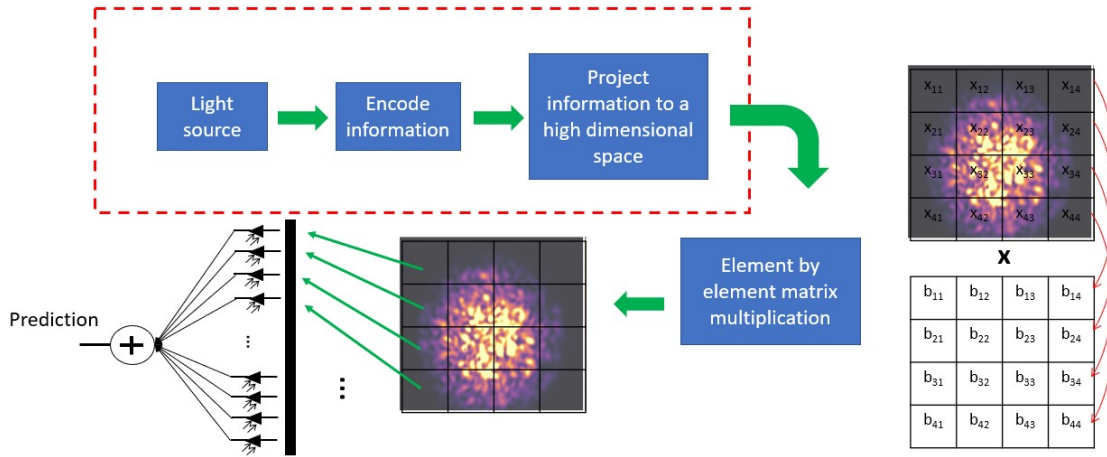 Light
source
Encode
information
Project
information to a
high dimensional
space
x₁₁ x₁₂ x₁₃ x₁₄
x₂₁ x₂₂ x₂₃ x₂₄
x₃₁ x₃₂ x₃₃ x₃₄
x₄₁ x₄₂ x₄₃ x₄₄
x
b₁₁ b₁₂ b₁₃ b₁₄
b₂₁ b₂₂ b₂₃ b₂₄
b₃₁ b₃₂ b₃₃ b₃₄
b₄₁ b₄₂ b₄₃ b₄₄
Element by
element matrix
multiplication
...
...
+
Prediction